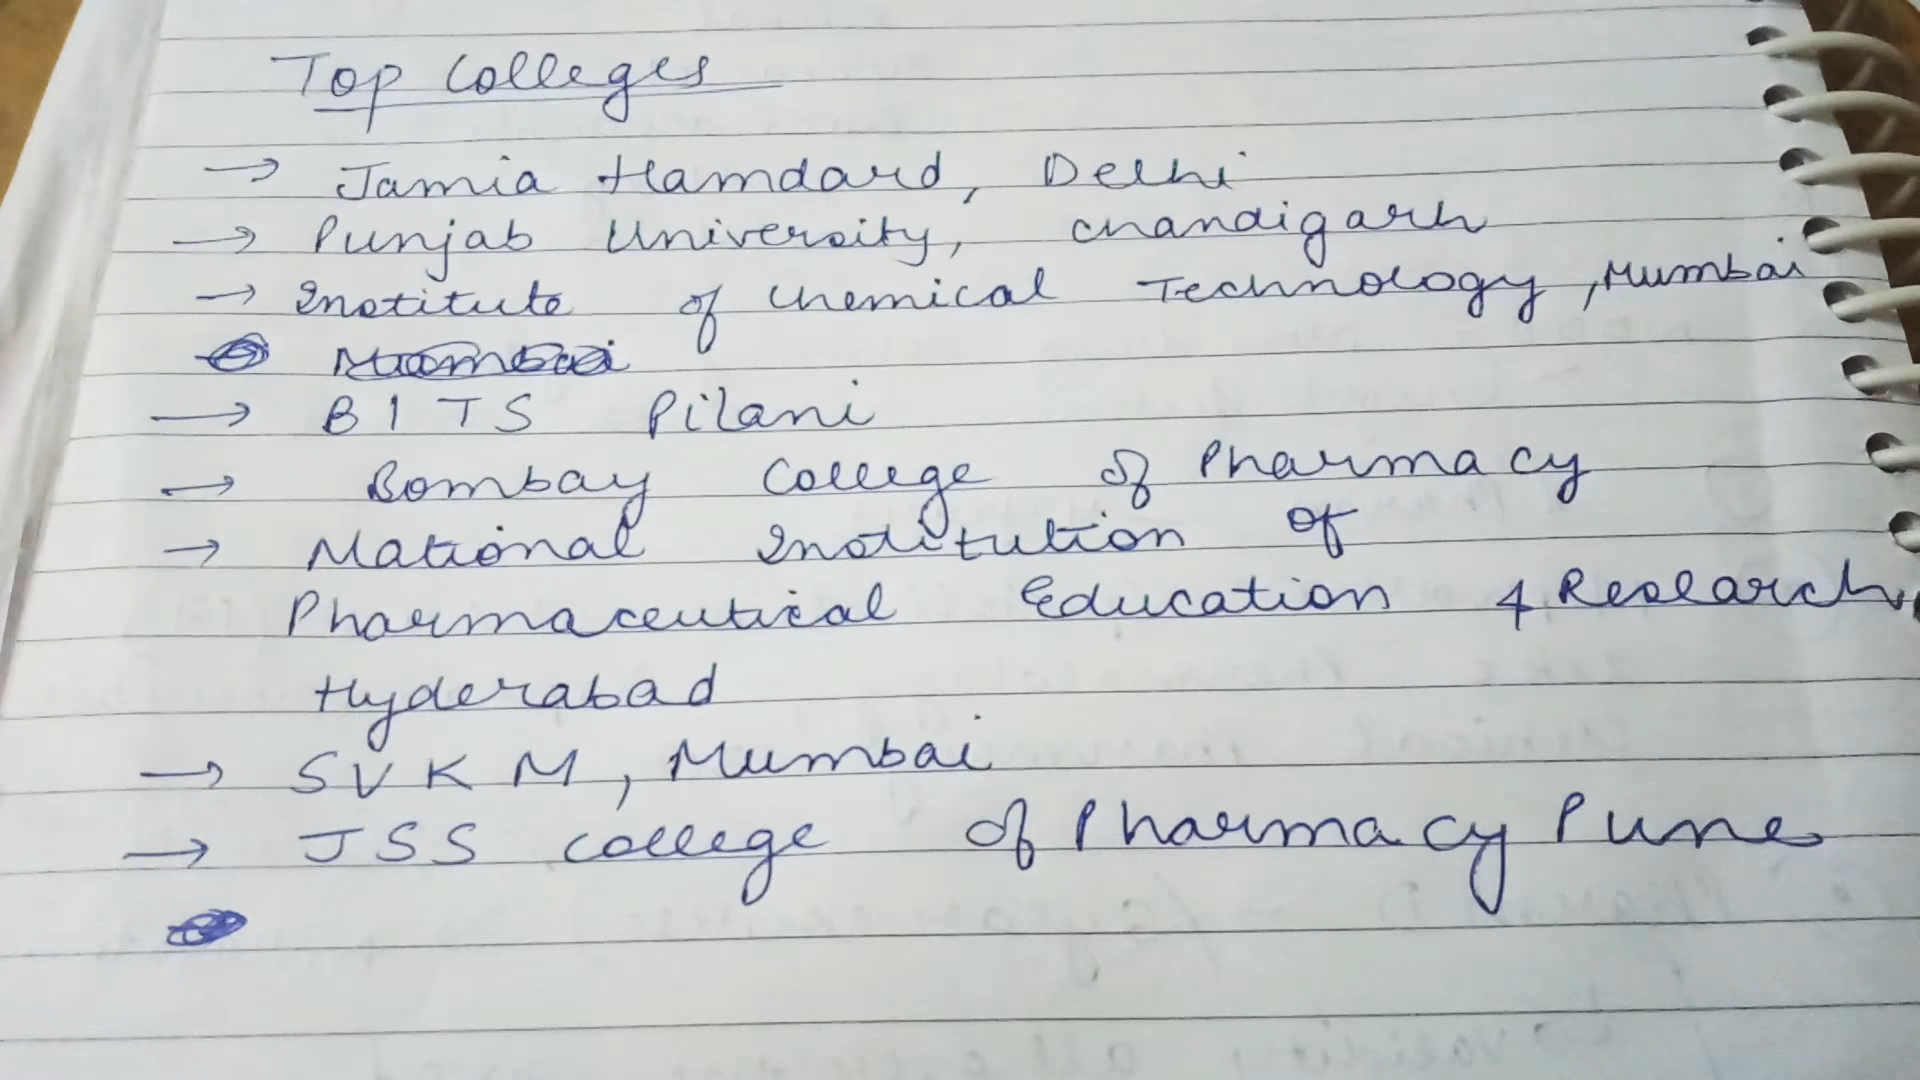 Top Colleges
→ Jamia Hamdard, Delhi
→ Punjab University, Chandigarh
→ Institute of Chemical Technology, Mumbai
→ BITS Pilani
→ Bombay College of Pharmacy
→ National Institution of
Pharmaceutical Education & Research,
Hyderabad
→ SVKM, Mumbai
→ JSS College of Pharmacy Pune